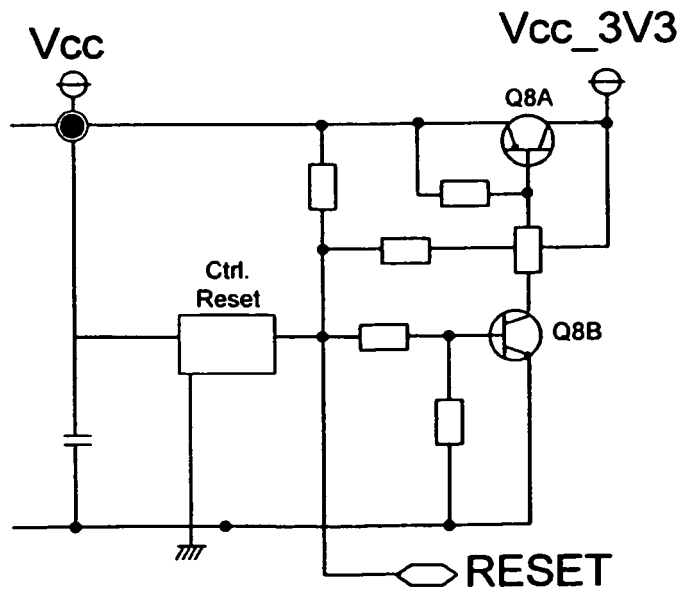 Vcc
Vcc_3V3
Q8A
Ctrl.
Reset
Q8B
RESET